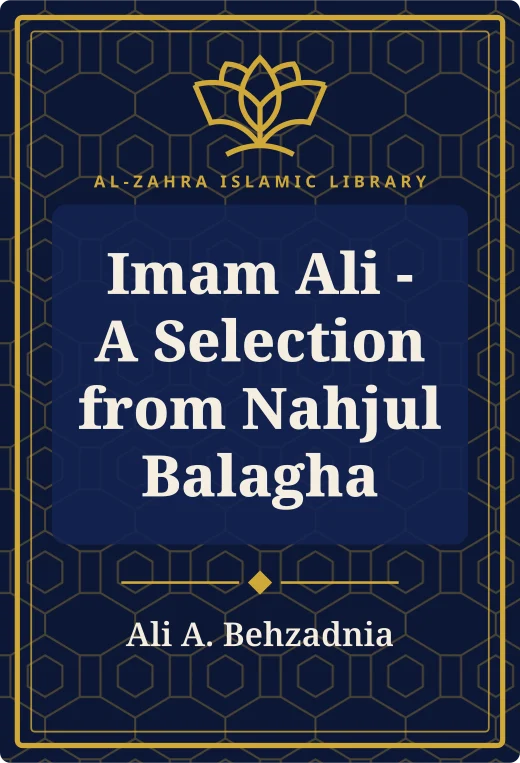 AL-ZAHRA ISLAMIC LIBRARY
Imam Ali -
A Selection
from Nahjul
Balagha
Ali A. Behzadnia